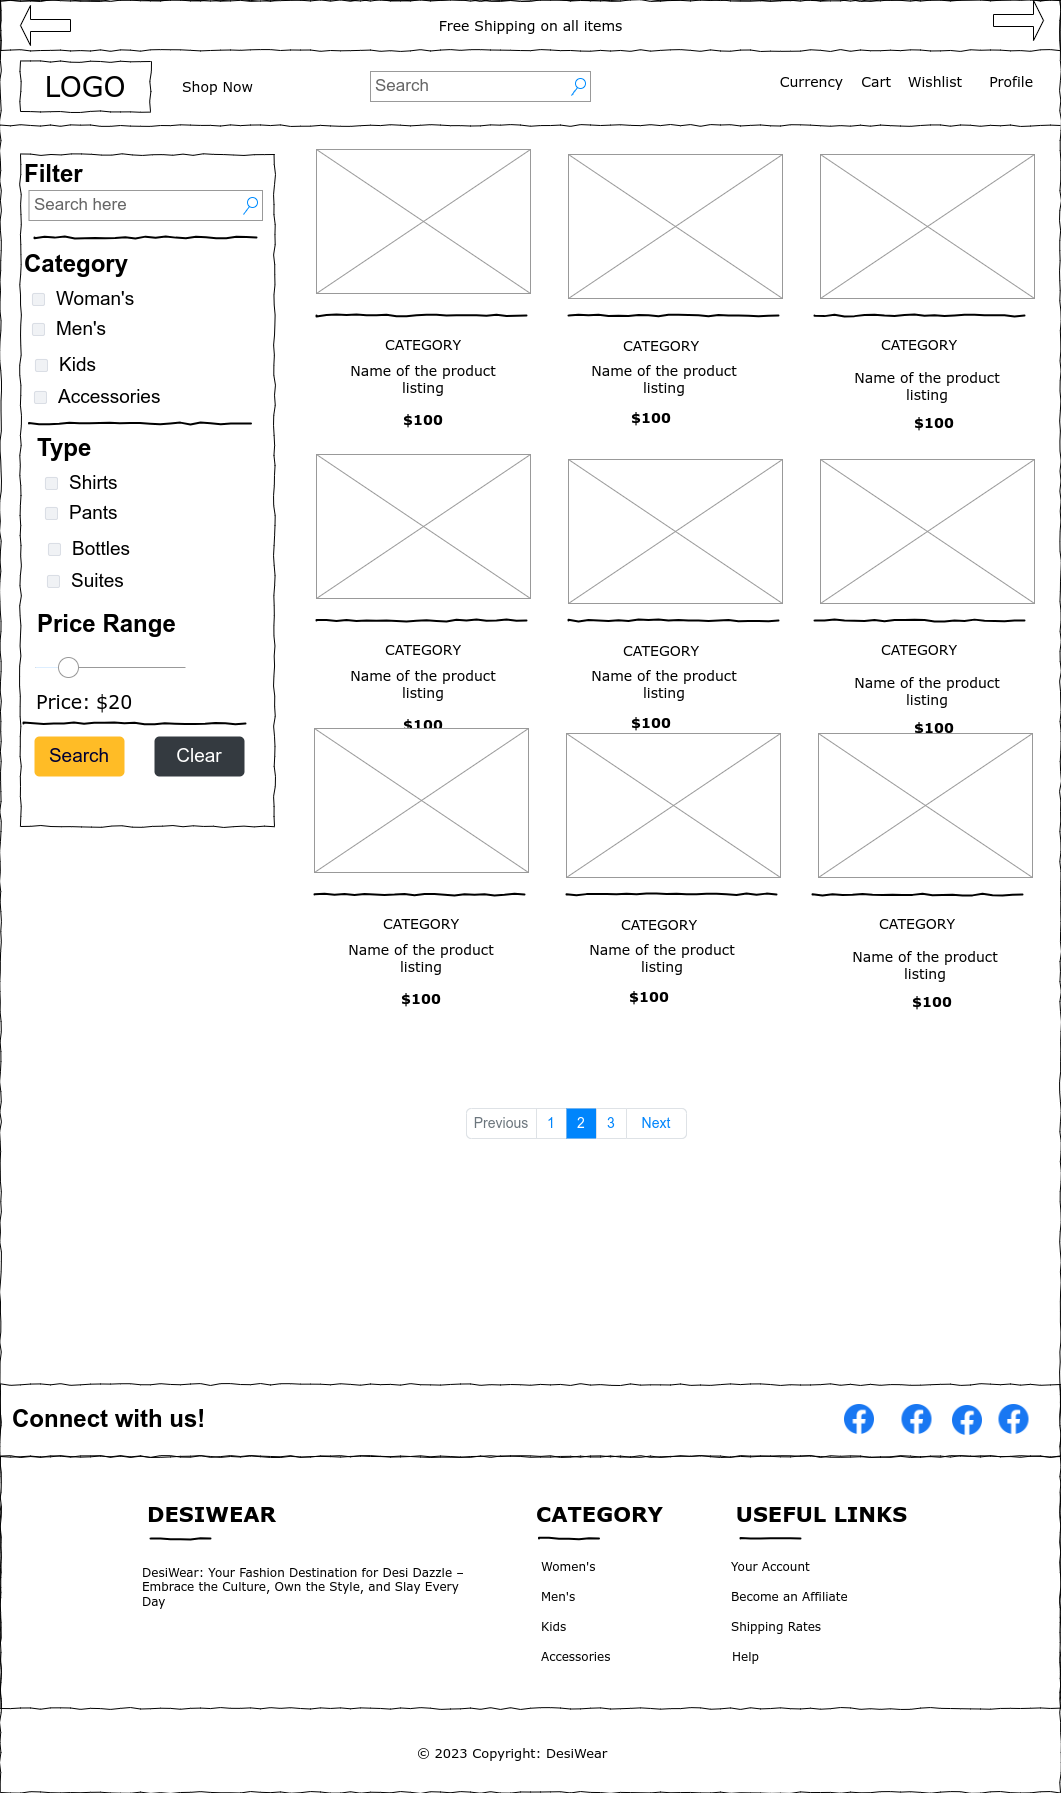 Free Shipping on all items
LOGO
Shop Now
Search
Currency
Cart
Wishlist
Profile
Filter
Search here
Category
Woman's
Men's
Kids
Accessories
Type
Shirts
Pants
Bottles
Suites
Price Range
Price: $20
Search
Clear
CATEGORY
Name of the product
listing
$100
CATEGORY
Name of the product
listing
$100
CATEGORY
Name of the product
listing
$100
CATEGORY
Name of the product
listing
$100
CATEGORY
Name of the product
listing
$100
CATEGORY
Name of the product
listing
$100
CATEGORY
Name of the product
listing
$100
CATEGORY
Name of the product
listing
$100
CATEGORY
Name of the product
listing
$100
Previous
1
2
3
Next
Connect with us!
DESIWEAR
DesiWear: Your Fashion Destination for Desi Dazzle –
Embrace the Culture, Own the Style, and Slay Every
Day
CATEGORY
Women's
Men's
Kids
Accessories
USEFUL LINKS
Your Account
Become an Affiliate
Shipping Rates
Help
© 2023 Copyright: DesiWear